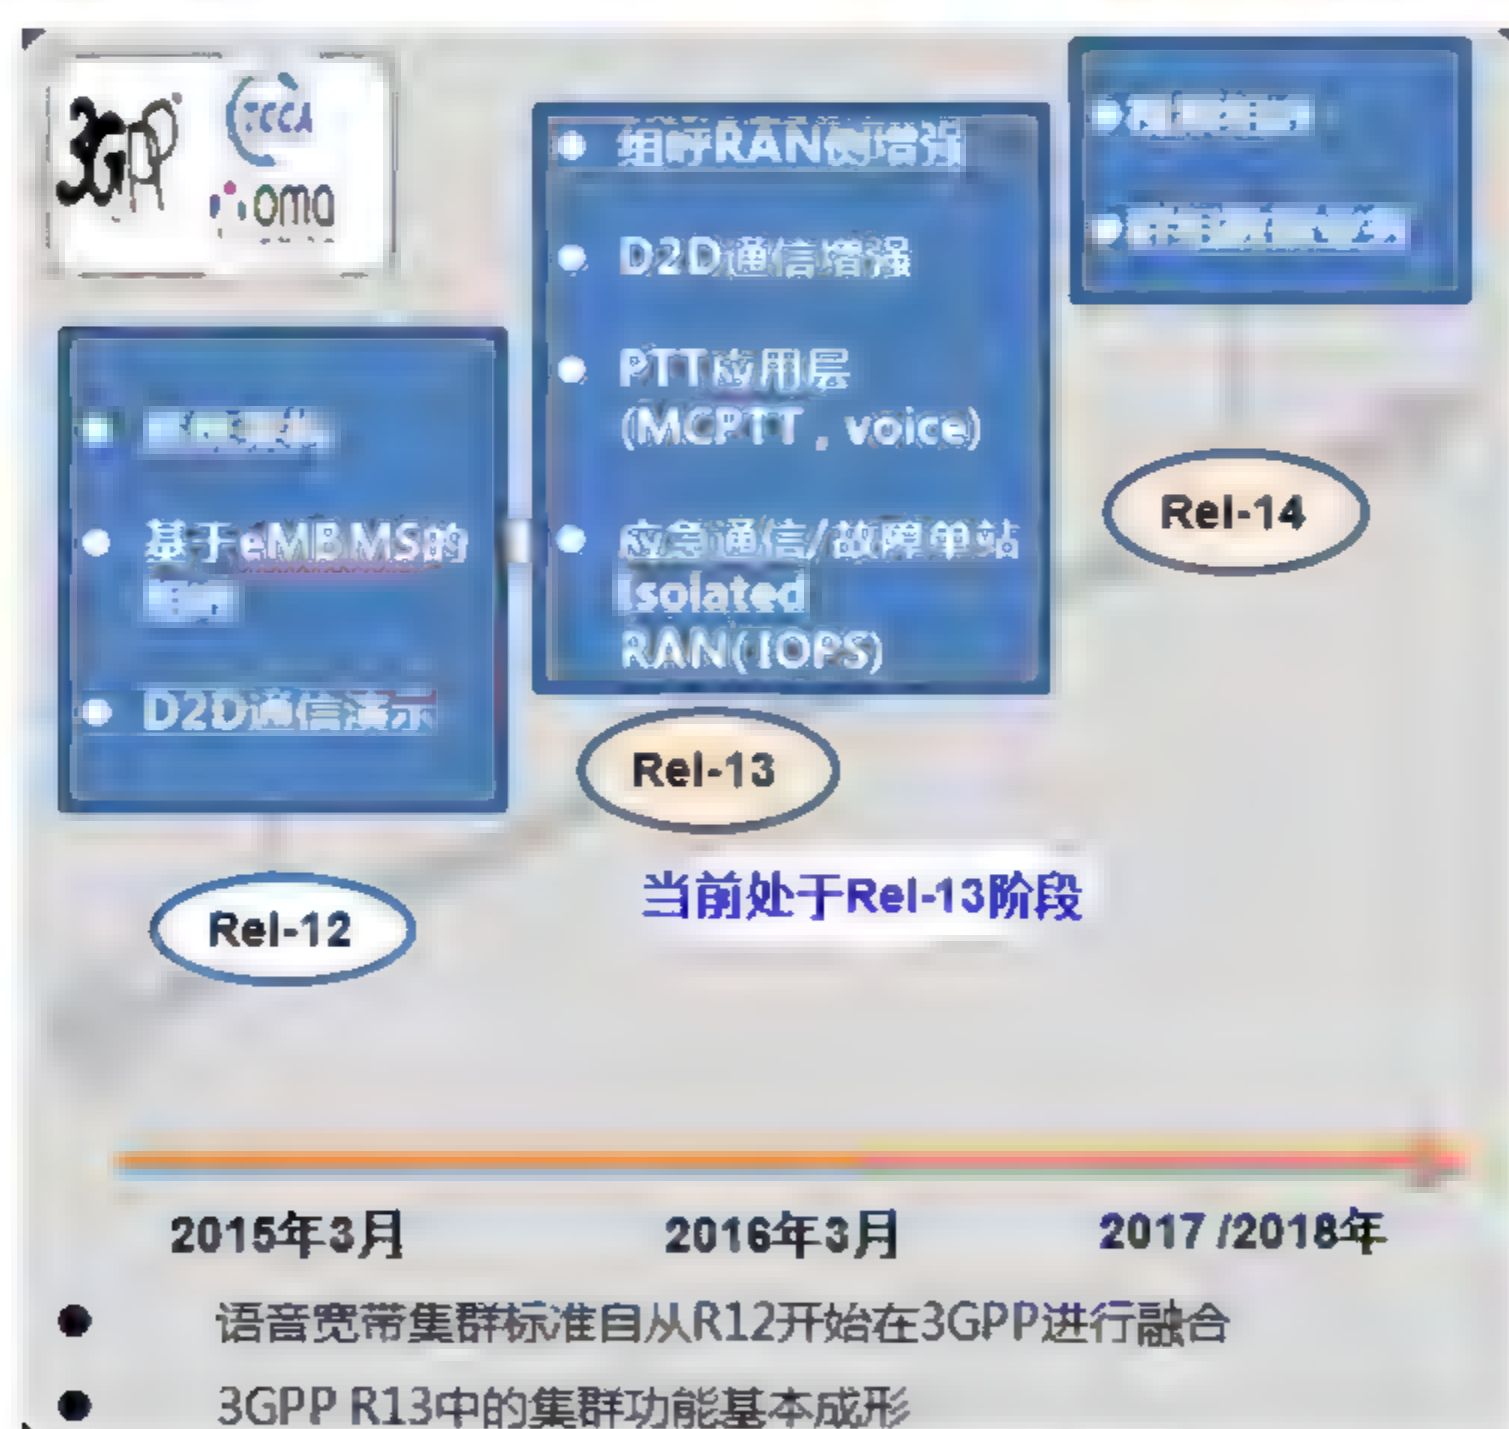 3GPP
TCCA
oma
组呼RAN侧增强
D2D通信增强
PTT应用层
(MCPTT，voice)
应急通信/故障单站
Isolated
RAN(IOPS)
基于eMBMS的
D2D通信演示
Rel-14
Rel-13
当前处于Rel-13阶段
Rel-12
2015年3月
2016年3月
2017 /2018年
语音宽带集群标准自从R12开始在3GPP进行融合
3GPP R13中的集群功能基本成形